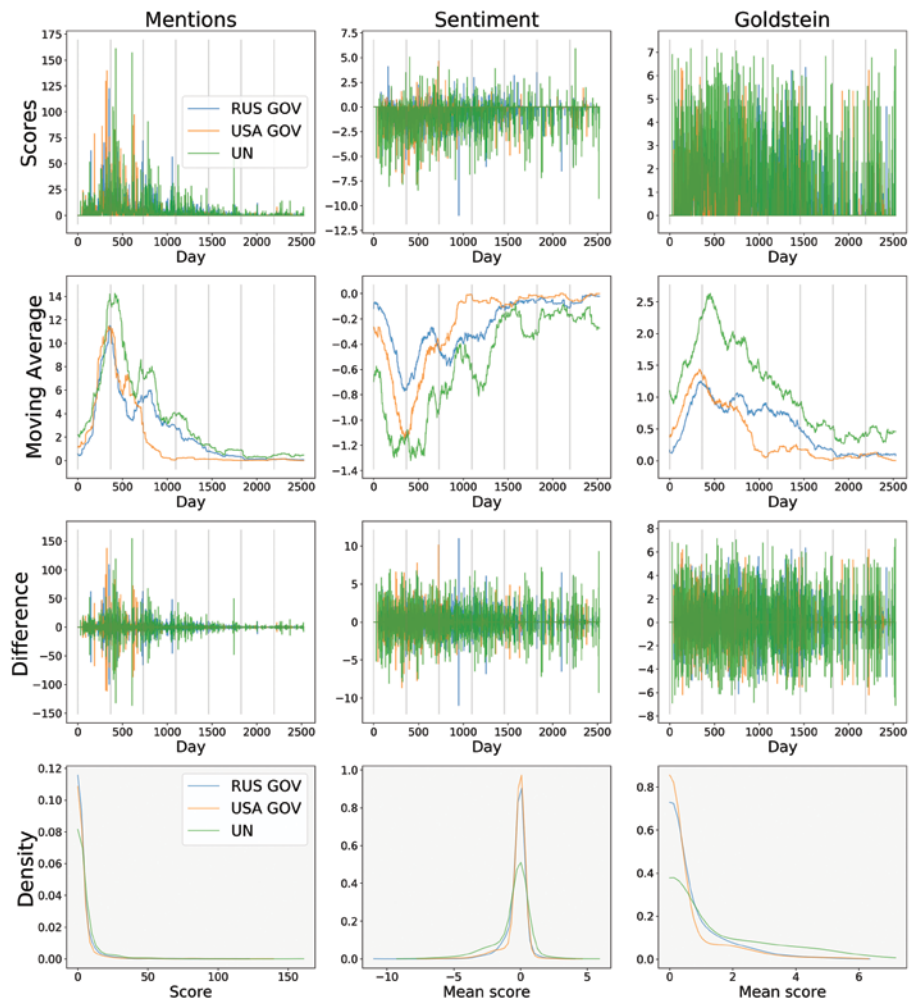 Mentions Sentiment Goldstein
Scores
175
150
125
100
75
50
25
0
RUS GOV
USA GOV
UN
0 500 1000 1500 2000 2500
Day
7.5
5.0
2.5
0.0
−2.5
−5.0
−7.5
−10.0
−12.5
0 500 1000 1500 2000 2500
Day
7
6
5
4
3
2
1
0
0 500 1000 1500 2000 2500
Day
Moving Average
14
12
10
8
6
4
2
0
0 500 1000 1500 2000 2500
Day
0.0
−0.2
−0.4
−0.6
−0.8
−1.0
−1.2
−1.4
0 500 1000 1500 2000 2500
Day
2.5
2.0
1.5
1.0
0.5
0.0
0 500 1000 1500 2000 2500
Day
Difference
150
100
50
0
−50
−100
−150
0 500 1000 1500 2000 2500
Day
10
5
0
−5
−10
0 500 1000 1500 2000 2500
Day
8
6
4
2
0
−2
−4
−6
−8
0 500 1000 1500 2000 2500
Day
Density
0.12
0.10
0.08
0.06
0.04
0.02
0.00
RUS GOV
USA GOV
UN
0 50 100 150
Score
1.0
0.8
0.6
0.4
0.2
0.0
−10 −5 0 5
Mean score
0.8
0.6
0.4
0.2
0.0
0 2 4 6
Mean score